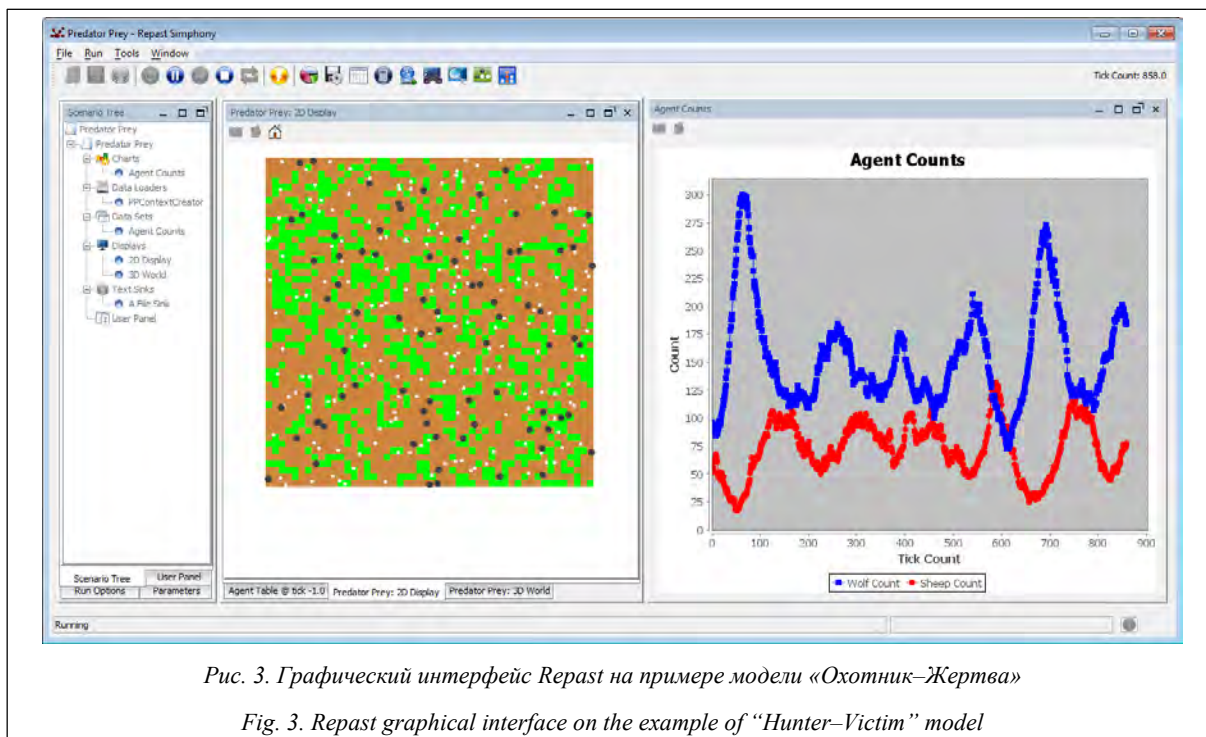 Predator Prey - Repast Simphony
File Run Tools Window
Tick Count: 858.0
Scenario Tree
Predator Prey
Predator Prey
Charts
Agent Counts
Data Loaders
PPContextCreator
Data Sets
Agent Counts
Displays
2D Display
3D World
Text Sinks
A File Sink
User Panel
Scenario Tree User Panel
Run Options Parameters
Predator Prey: 2D Display
Agent Table @ tick -1.0 Predator Prey: 2D Display Predator Prey: 3D World
Agent Counts
Agent Counts
Count
300
275
250
225
200
175
150
125
100
75
50
25
0
0 100 200 300 400 500 600 700 800 900
Tick Count
Wolf Count Sheep Count
Running
Рис. 3. Графический интерфейс Repast на примере модели «Охотник–Жертва»
Fig. 3. Repast graphical interface on the example of “Hunter–Victim” model